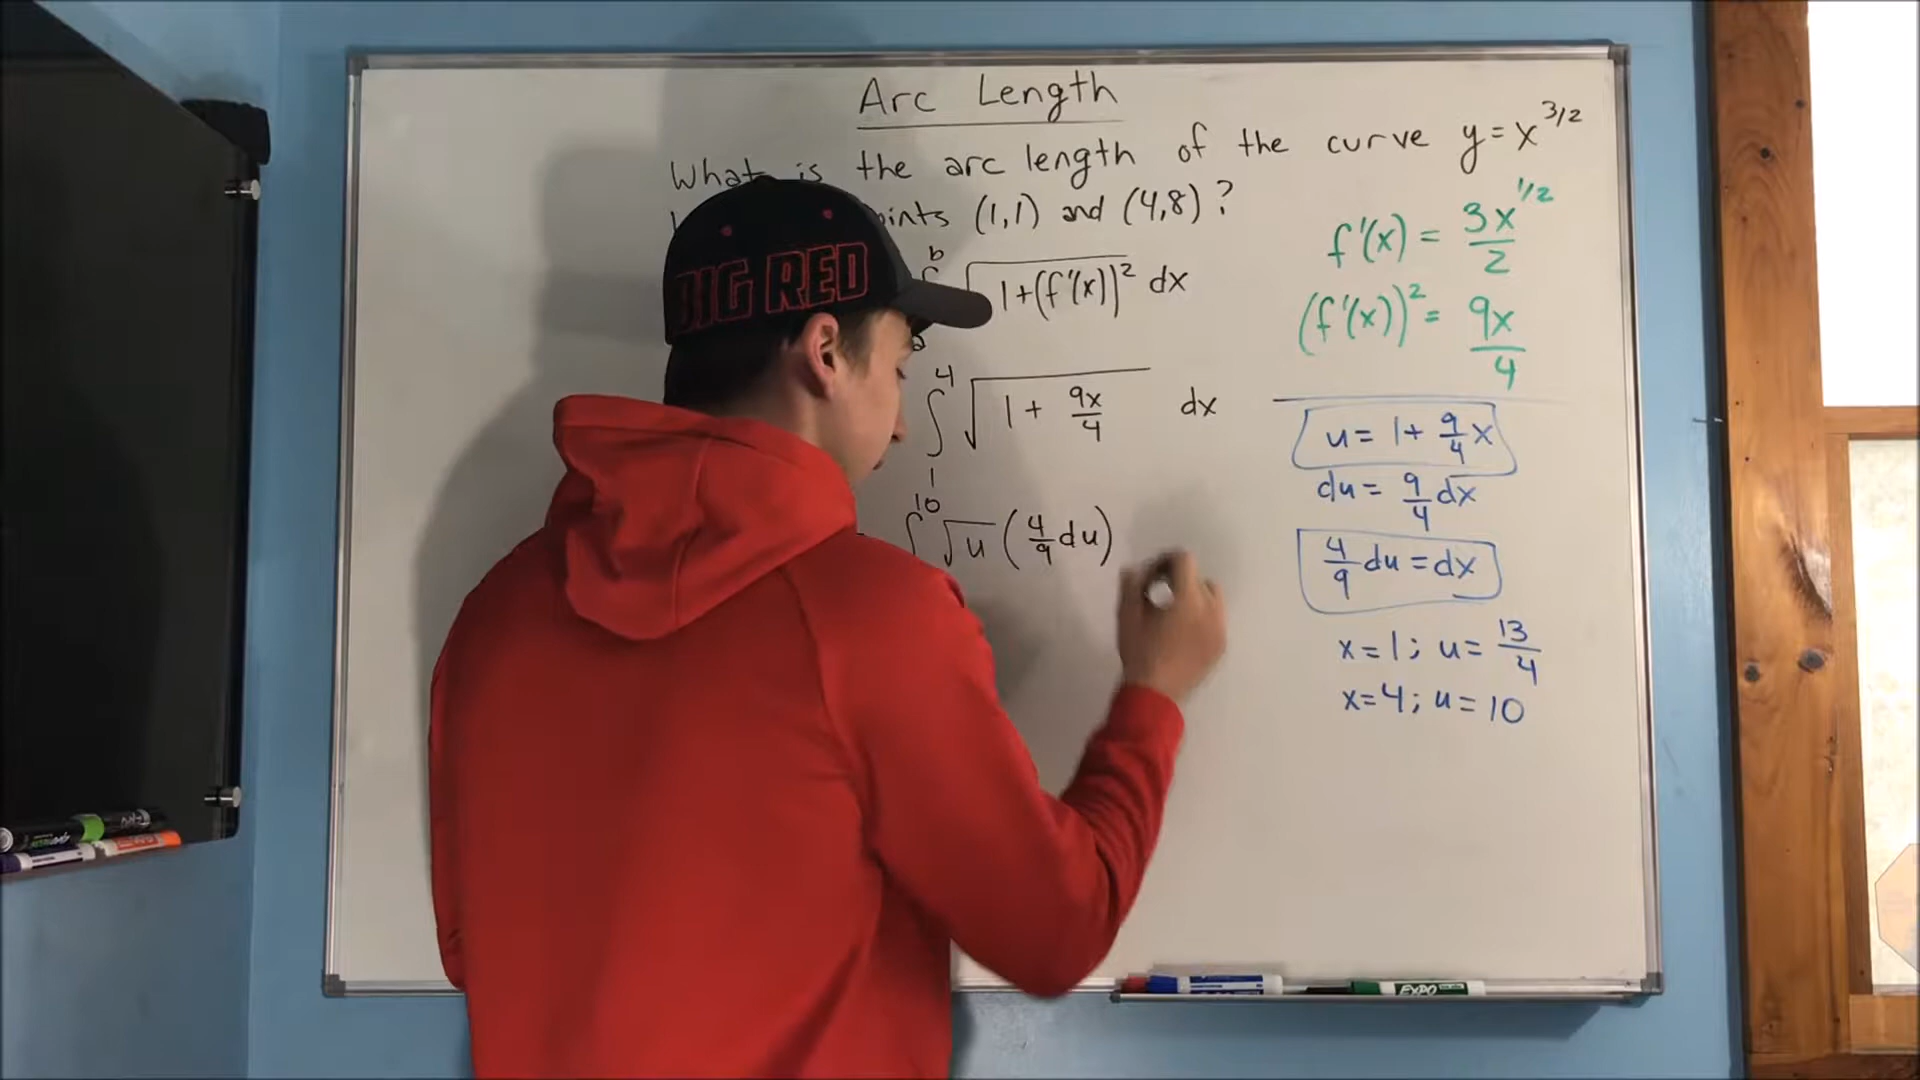 Arc Length
What is the arc length of the curve y = x^3/2
(1,1) and (4,8) ?
b
√1+(f'(x))² dx
a
4
∫ √1 + 9x/4 dx
1
10
∫ √u (4/9 du)
f'(x) = 3x^1/2 / 2
(f'(x))² = 9x/4
u = 1 + 9/4 x
du = 9/4 dx
4/9 du = dx
x = 1 ; u = 13/4
x = 4 ; u = 10
BIG RED
EXPO